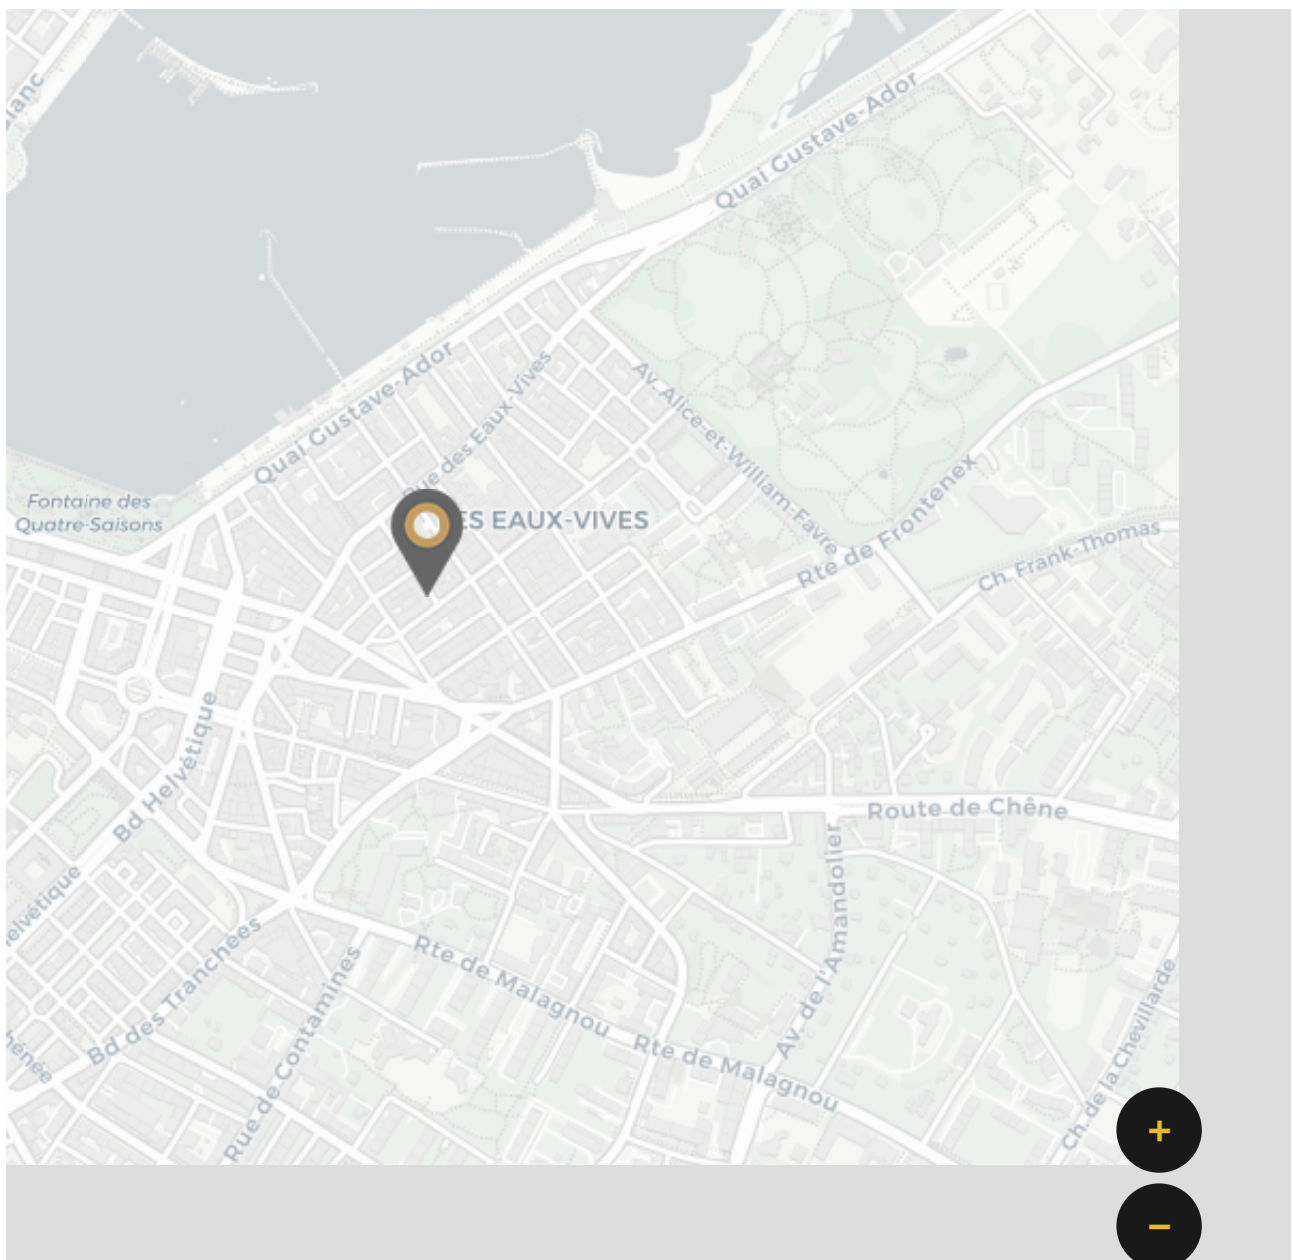 Quai Gustave-Ador
Quai Gustave-Ador
Rue des Eaux-Vives
Av. Alice-et-William-Favre
Fontaine des
Quatre-Saisons
ES EAUX-VIVES
Rte de Frontenex
Ch. Frank-Thomas
Bd Helvétique
Route de Chêne
Av. de l'Amandolier
Bd des Tranchées
Rte de Malagnou
Rte de Malagnou
Rue de Contamines
Ch. de la Chevillarde
+
−